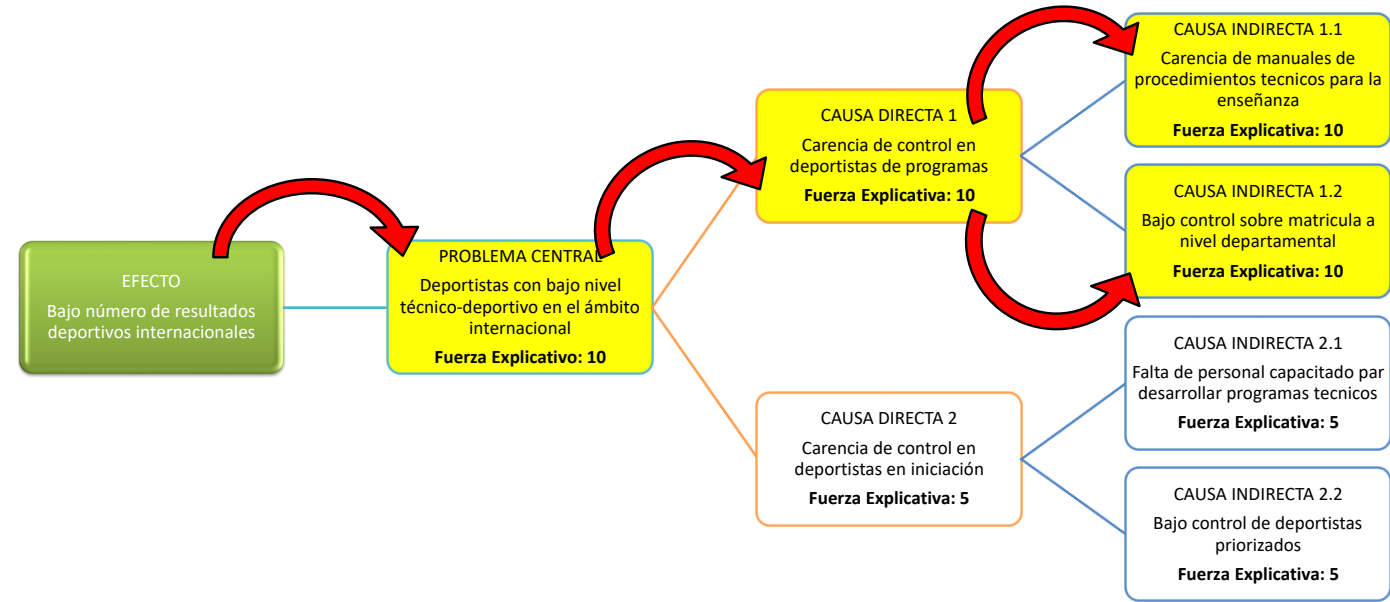 EFECTO
Bajo número de resultados
deportivos internacionales
PROBLEMA CENTRAL
Deportistas con bajo nivel
técnico-deportivo en el ámbito
internacional
Fuerza Explicativo: 10
CAUSA DIRECTA 1
Carencia de control en
deportistas de programas
Fuerza Explicativa: 10
CAUSA INDIRECTA 1.1
Carencia de manuales de
procedimientos tecnicos para la
enseñanza
Fuerza Explicativa: 10
CAUSA INDIRECTA 1.2
Bajo control sobre matricula a
nivel departamental
Fuerza Explicativa: 10
CAUSA DIRECTA 2
Carencia de control en
deportistas en iniciación
Fuerza Explicativa: 5
CAUSA INDIRECTA 2.1
Falta de personal capacitado par
desarrollar programas tecnicos
Fuerza Explicativa: 5
CAUSA INDIRECTA 2.2
Bajo control de deportistas
priorizados
Fuerza Explicativa: 5